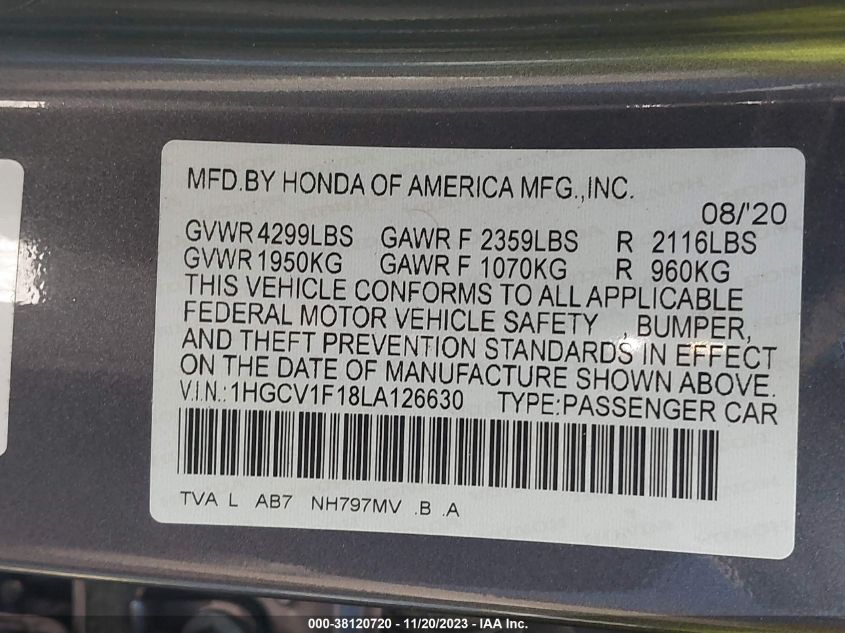 MFD.BY HONDA OF AMERICA MFG.,INC.
08/'20
GVWR 4299LBS GAWR F 2359LBS R 2116LBS
GVWR 1950KG GAWR F 1070KG R 960KG
THIS VEHICLE CONFORMS TO ALL APPLICABLE
FEDERAL MOTOR VEHICLE SAFETY , BUMPER,
AND THEFT PREVENTION STANDARDS IN EFFECT
ON THE DATE OF MANUFACTURE SHOWN ABOVE.
V.I.N.:1HGCV1F18LA126630 TYPE:PASSENGER CAR
TVA L AB7 NH797MV .B .A
000-38120720 - 11/20/2023 - IAA Inc.